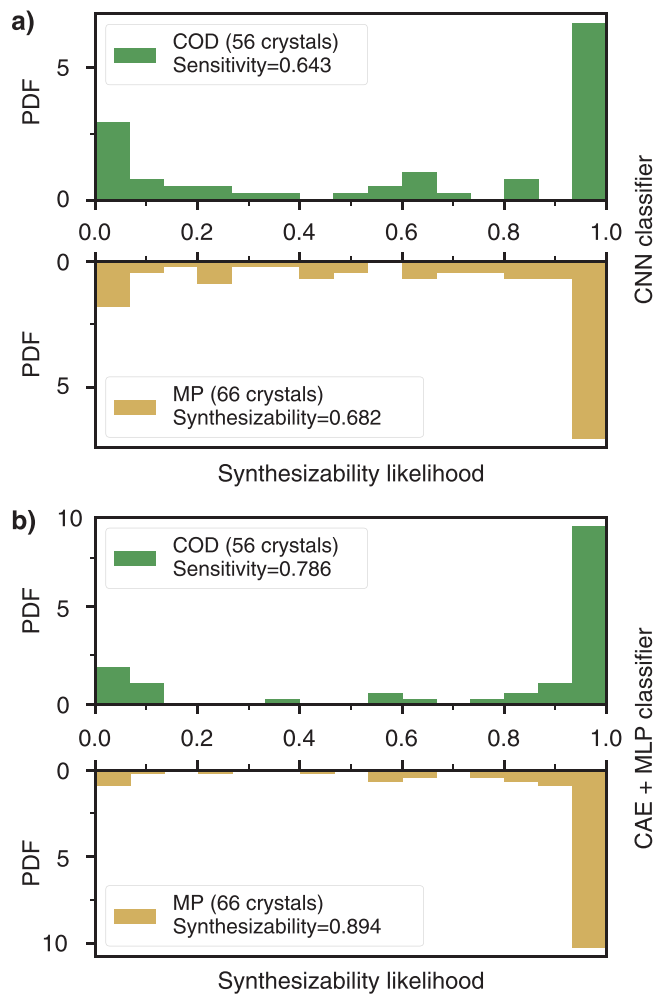 a)
COD (56 crystals)
Sensitivity=0.643
PDF
5
0
0.0 0.2 0.4 0.6 0.8 1.0
0
PDF
5
MP (66 crystals)
Synthesizability=0.682
Synthesizability likelihood
CNN classifier
b)
10
COD (56 crystals)
Sensitivity=0.786
PDF
5
0
0.0 0.2 0.4 0.6 0.8 1.0
0
PDF
5
MP (66 crystals)
Synthesizability=0.894
10
Synthesizability likelihood
CAE + MLP classifier